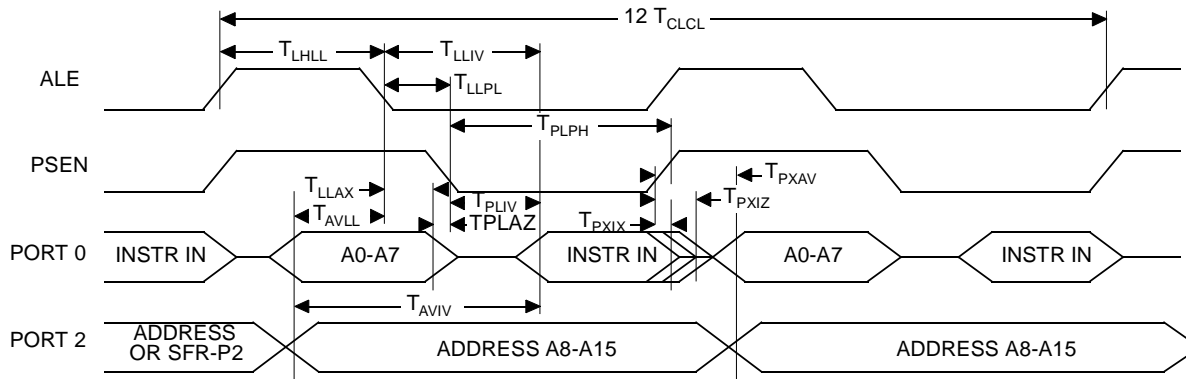 12 TCLCL
TLHLL TLLIV
ALE
TLLPL
TPLPH
PSEN
TLLAX TPXAV
TPLIV TPXIZ
TAVLL TPLAZ TPXIX
PORT 0 INSTR IN A0-A7 INSTR IN A0-A7 INSTR IN
TAVIV
PORT 2 ADDRESS OR SFR-P2 ADDRESS A8-A15 ADDRESS A8-A15